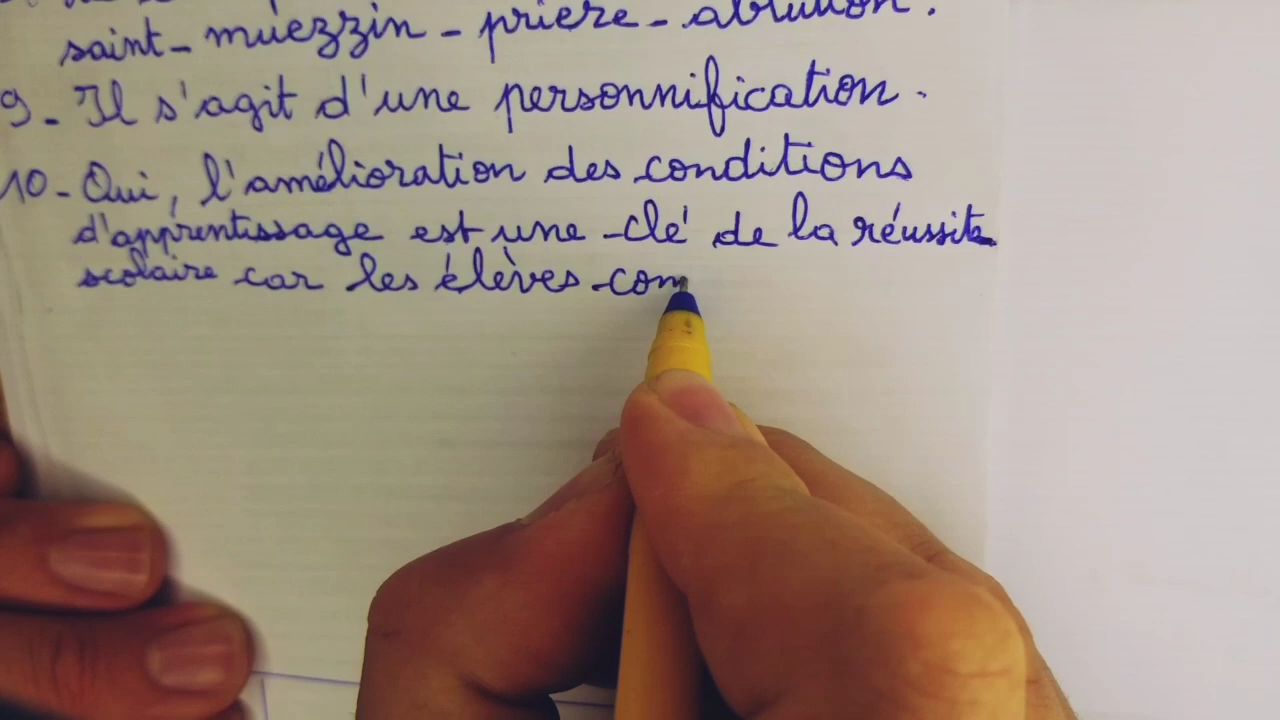 saint - muezzin - prière - ablution.
9 - Il s'agit d'une personnification.
10 - Oui, l'amélioration des conditions
d'apprentissage est une clé de la réussite
scolaire car les élèves com